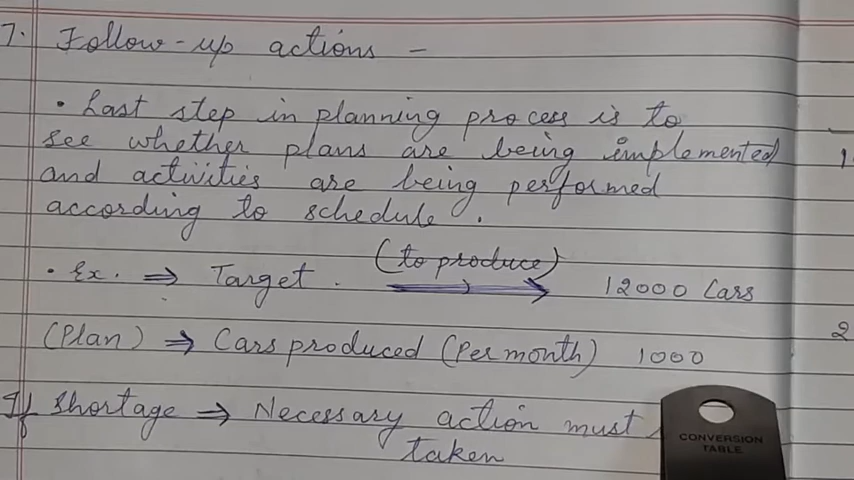 7. Follow-up actions -
• Last step in planning process is to
see whether plans are being implemented
and activities are being performed
according to schedule.
• Ex. ⇒ Target. (to produce) → 12000 Cars
(Plan) ⇒ Cars produced (Per month) 1000
If shortage ⇒ Necessary action must
taken
CONVERSION
TABLE
1
2